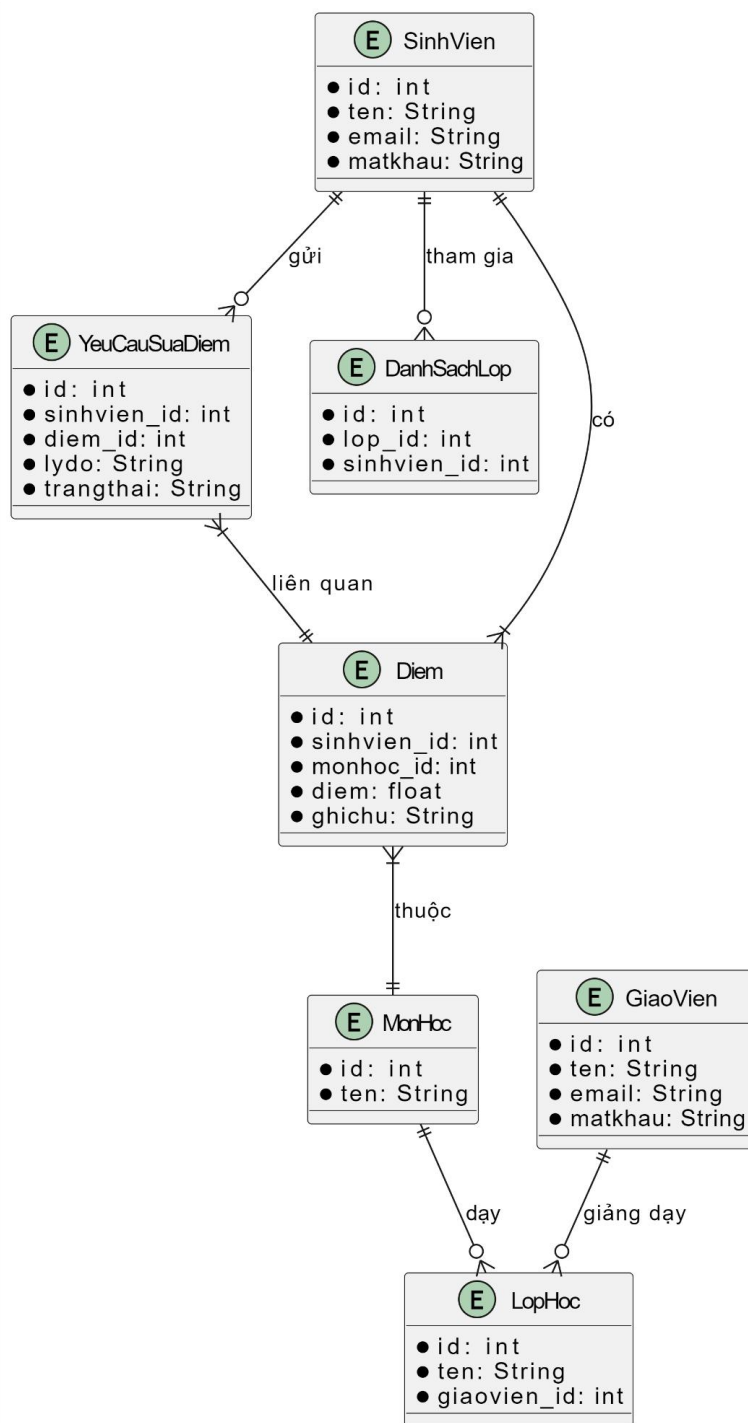 E SinhVien
id: int
ten: String
email: String
matkhau: String
gửi
tham gia
có
E YeuCauSuaDiem
id: int
sinhvien_id: int
diem_id: int
lydo: String
trangthai: String
E DanhSachLop
id: int
lop_id: int
sinhvien_id: int
liên quan
E Diem
id: int
sinhvien_id: int
monhoc_id: int
diem: float
ghichu: String
thuộc
E MonHoc
id: int
ten: String
E GiaoVien
id: int
ten: String
email: String
matkhau: String
dạy
giảng dạy
E LopHoc
id: int
ten: String
giaovien_id: int